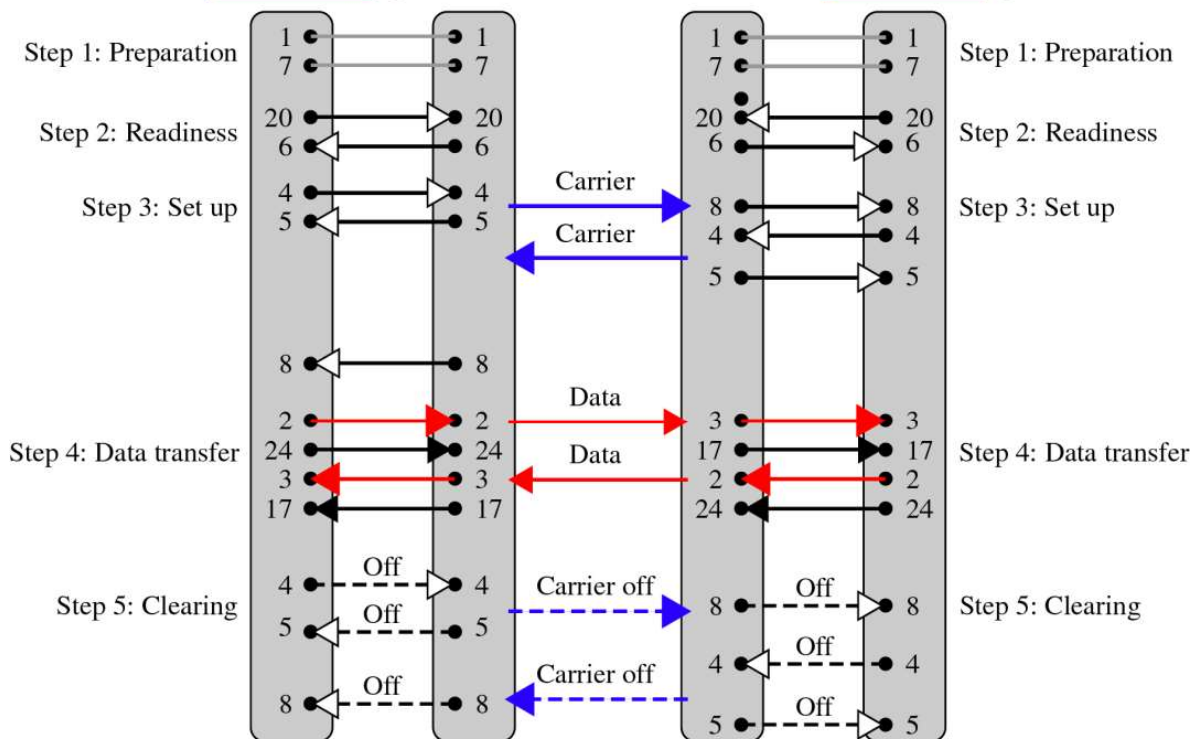 Step 1: Preparation 1 1 1 1 Step 1: Preparation
7 7 7 7
Step 2: Readiness 20 20 20 20 Step 2: Readiness
6 6 6 6
Step 3: Set up 4 4 Carrier 8 8 Step 3: Set up
5 5 Carrier 4 4
5 5
8 8
2 2 Data 3 3
Step 4: Data transfer 24 24 17 17 Step 4: Data transfer
3 3 Data 2 2
17 17 24 24
4 Off 4 Carrier off 8 Off 8
Step 5: Clearing Step 5: Clearing
5 Off 5 4 Off 4
8 Off 8 Carrier off 5 Off 5